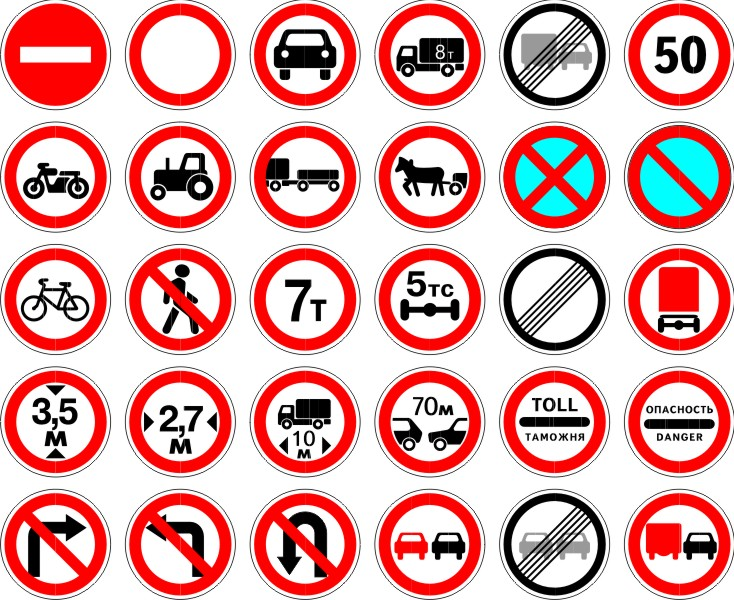 8т
50
7т
5тс
3,5
м
2,7
м
10
м
70м
TOLL
ТАМОЖНЯ
ОПАСНОСТЬ
DANGER